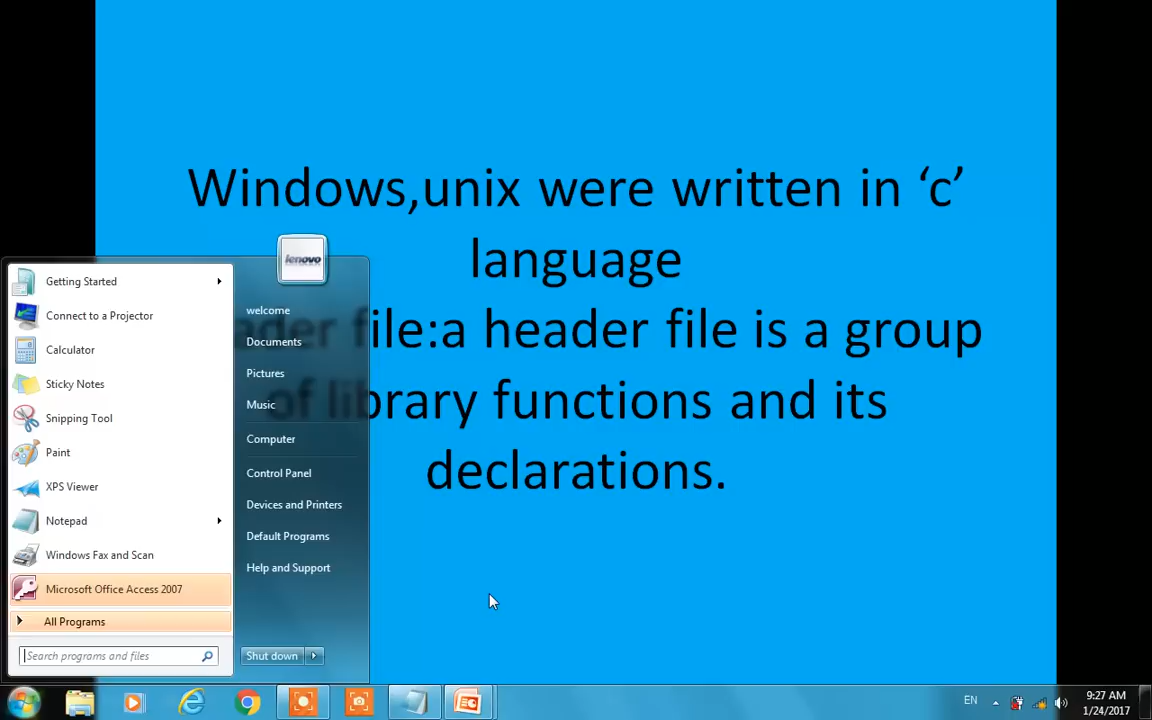 Windows,unix were written in ‘c’
language
file:a header file is a group
of library functions and its
declarations.
lenovo
Getting Started
Connect to a Projector
Calculator
Sticky Notes
Snipping Tool
Paint
XPS Viewer
Notepad
Windows Fax and Scan
Microsoft Office Access 2007
All Programs
Search programs and files
welcome
Documents
Pictures
Music
Computer
Control Panel
Devices and Printers
Default Programs
Help and Support
Shut down
EN
9:27 AM
1/24/2017